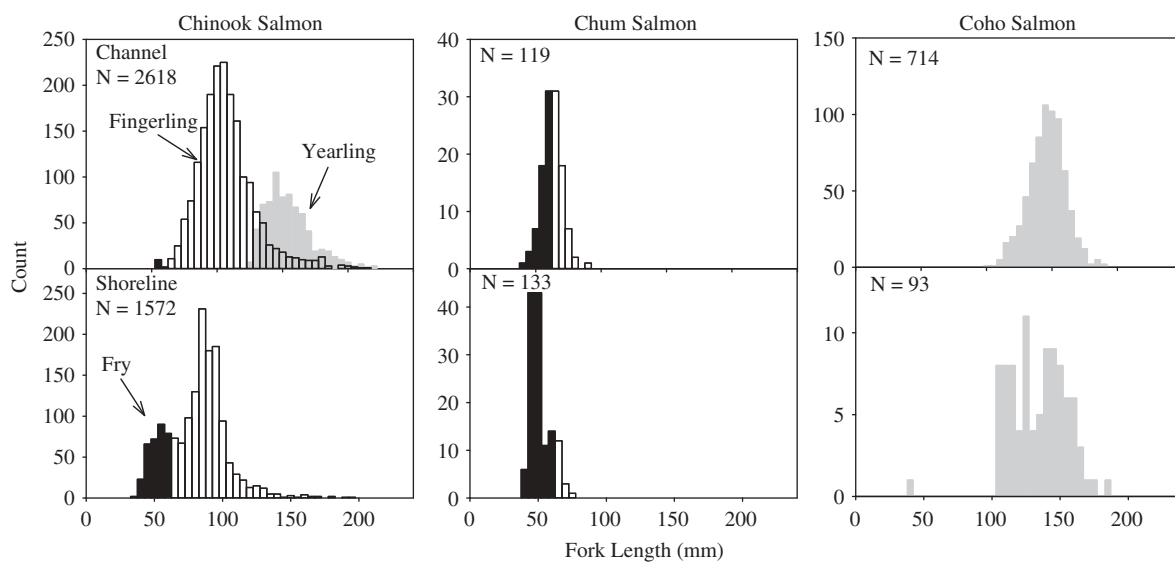 Chinook Salmon
Chum Salmon
Coho Salmon
250
200
150
100
50
0
Channel
N = 2618
Fingerling
Yearling
40
30
20
10
0
N = 119
150
100
50
0
N = 714
Count
250
200
150
100
50
0
Shoreline
N = 1572
Fry
40
30
20
10
0
N = 133
10
5
0
N = 93
0 50 100 150 200
0 50 100 150 200
0 50 100 150 200
Fork Length (mm)